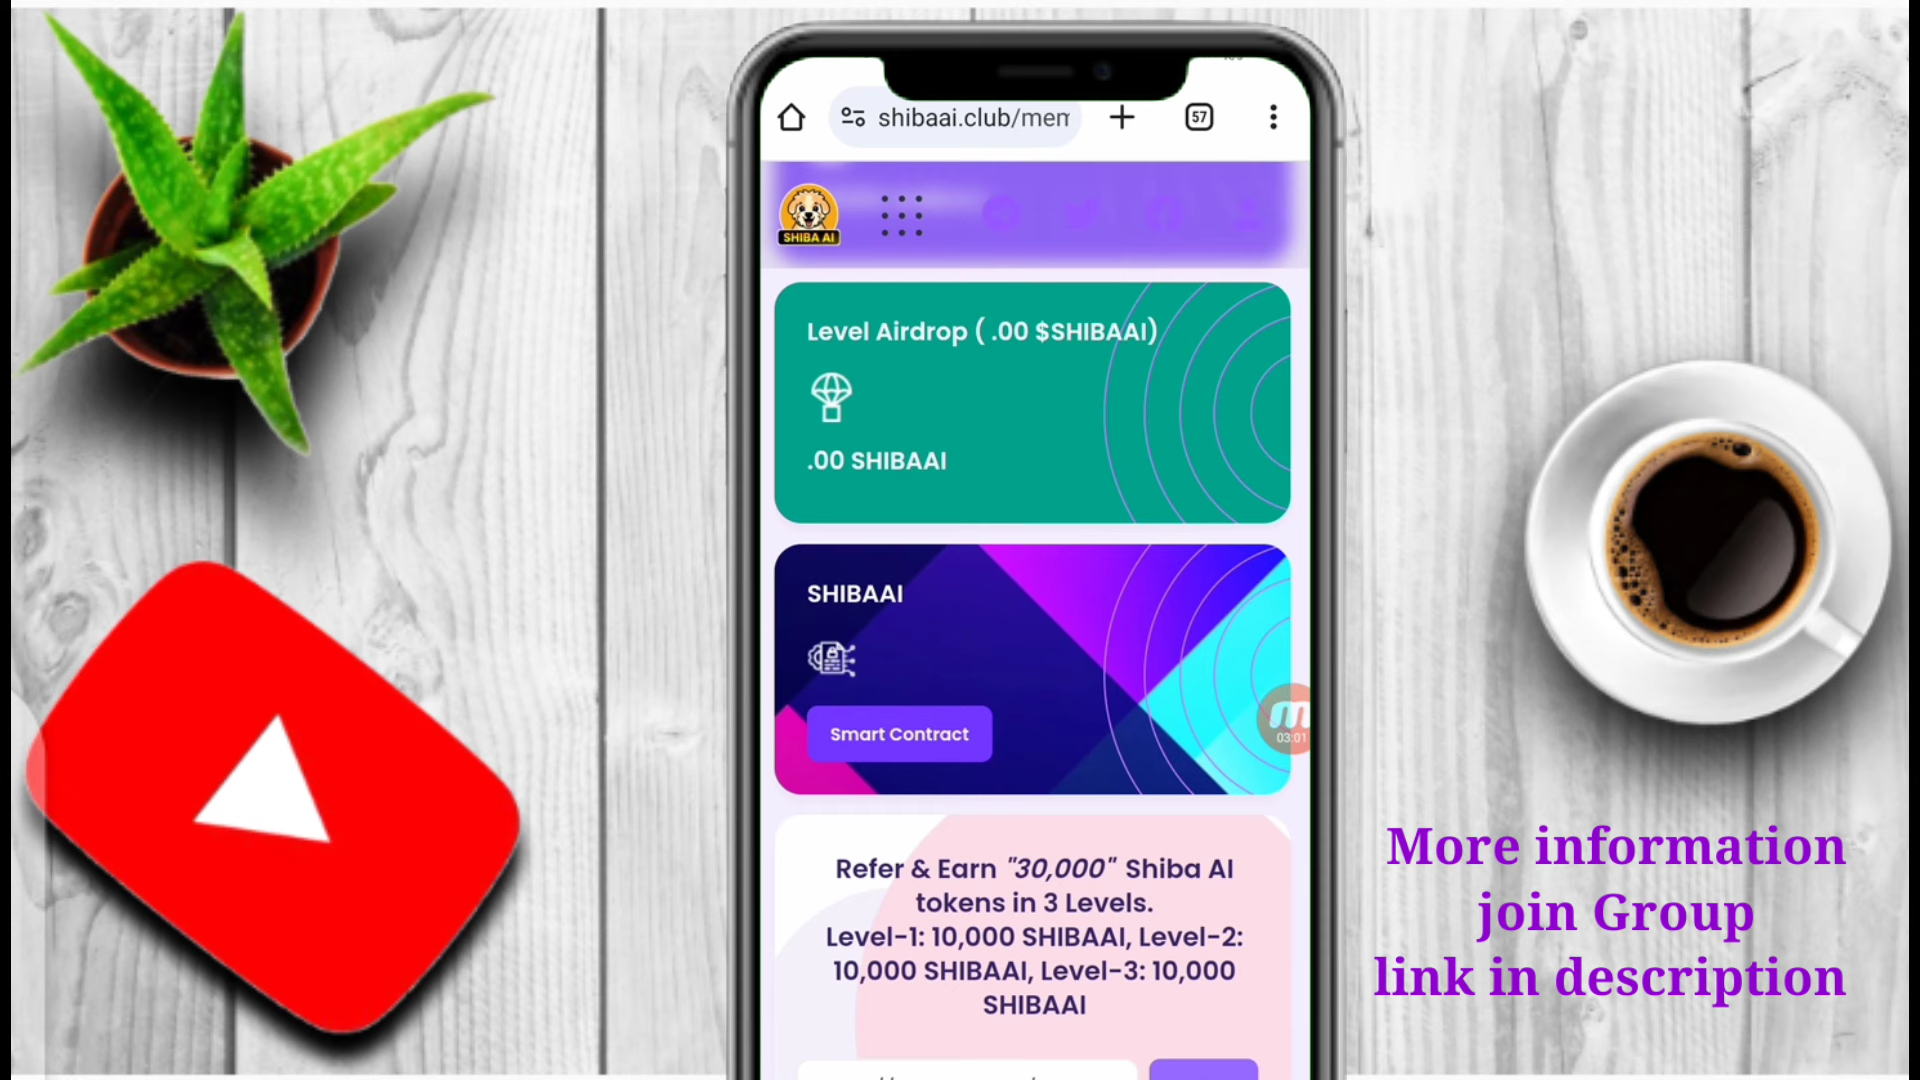 shibaai.club/mem
57
SHIBA AI
Level Airdrop ( .00 $SHIBAAI)
.00 SHIBAAI
SHIBAAI
Smart Contract
03:01
Refer & Earn "30,000" Shiba AI
tokens in 3 Levels.
Level-1: 10,000 SHIBAAI, Level-2:
10,000 SHIBAAI, Level-3: 10,000
SHIBAAI
More information
join Group
link in description